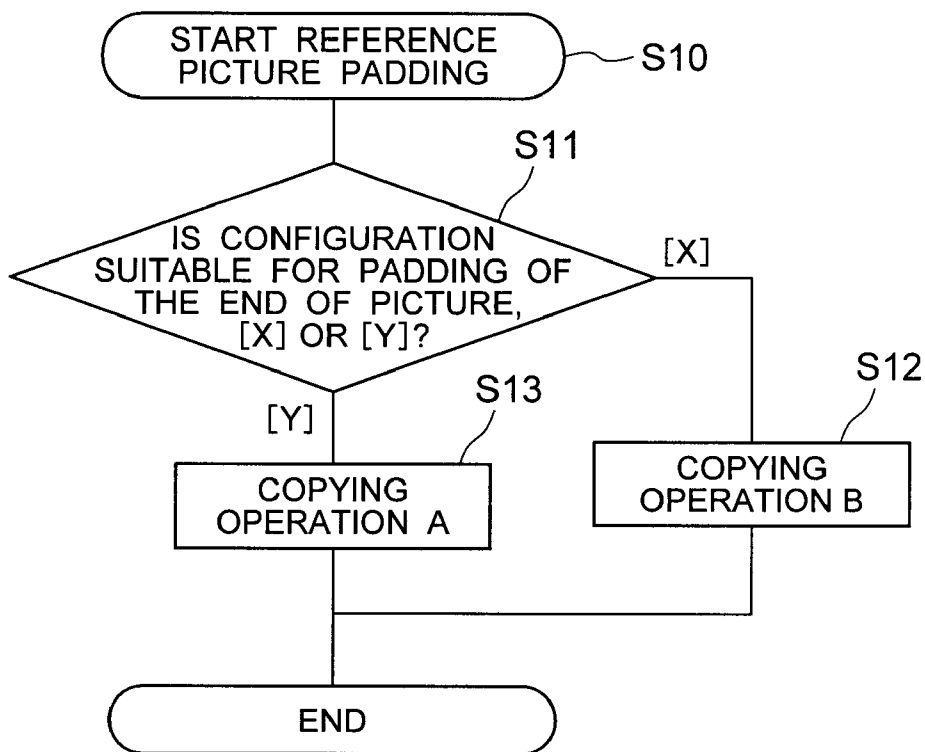 START REFERENCE
PICTURE PADDING
S10
S11
IS CONFIGURATION
SUITABLE FOR PADDING OF
THE END OF PICTURE,
[X] OR [Y]?
[X]
[Y]
S13
S12
COPYING
OPERATION A
COPYING
OPERATION B
END